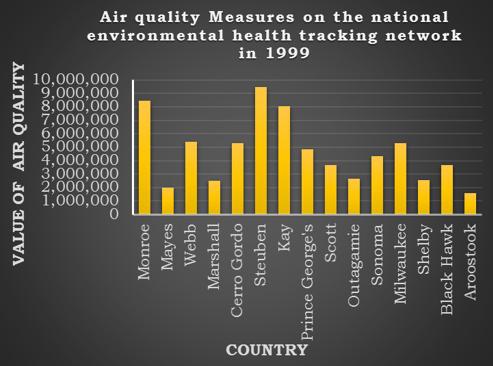 Air quality Measures on the national
environmental health tracking network
in 1999
VALUE OF AIR QUALITY
10,000,000
9,000,000
8,000,000
7,000,000
6,000,000
5,000,000
4,000,000
3,000,000
2,000,000
1,000,000
0
Monroe
Mayes
Webb
Marshall
Cerro Gordo
Steuben
Kay
Prince George's
Scott
Outagamie
Sonoma
Milwaukee
Shelby
Black Hawk
Aroostook
COUNTRY